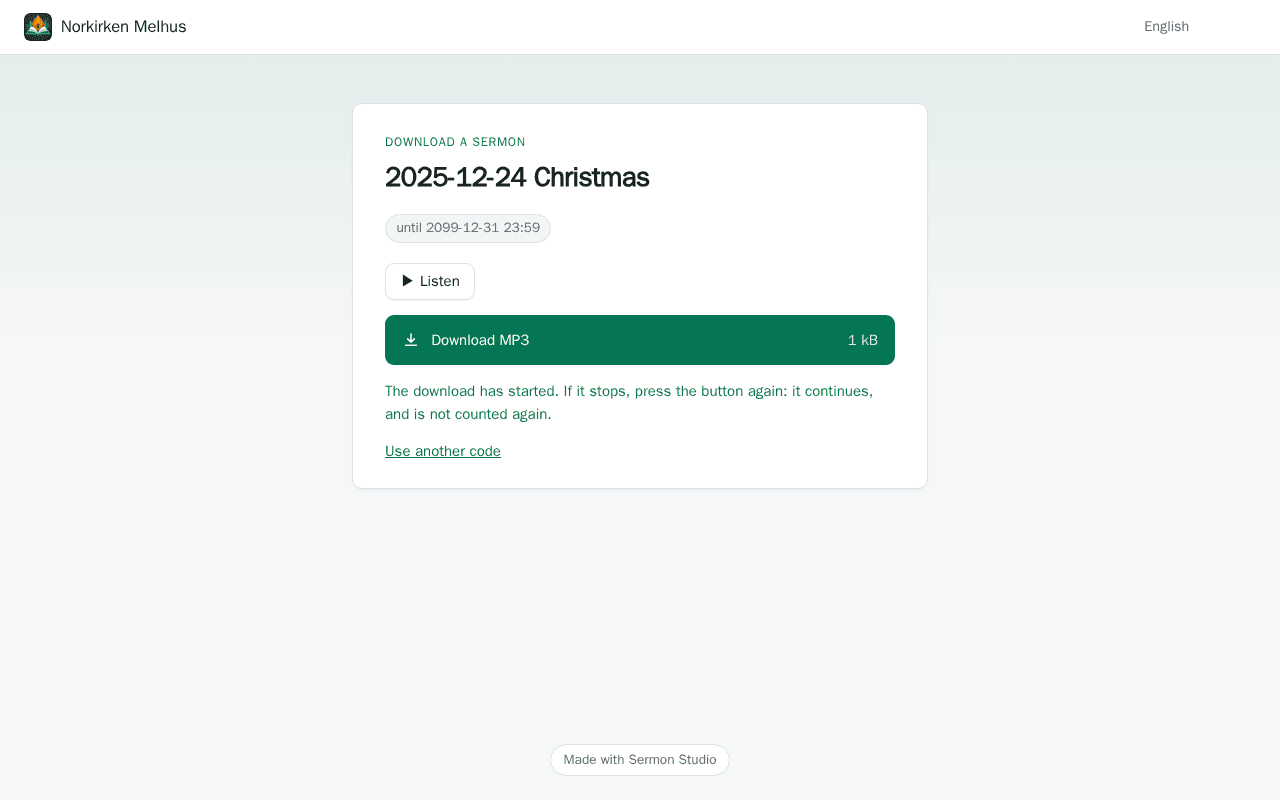 Norkirken Melhus
English
DOWNLOAD A SERMON
2025-12-24 Christmas
until 2099-12-31 23:59
Listen
Download MP3 1 kB
The download has started. If it stops, press the button again: it continues,
and is not counted again.
Use another code
Made with Sermon Studio